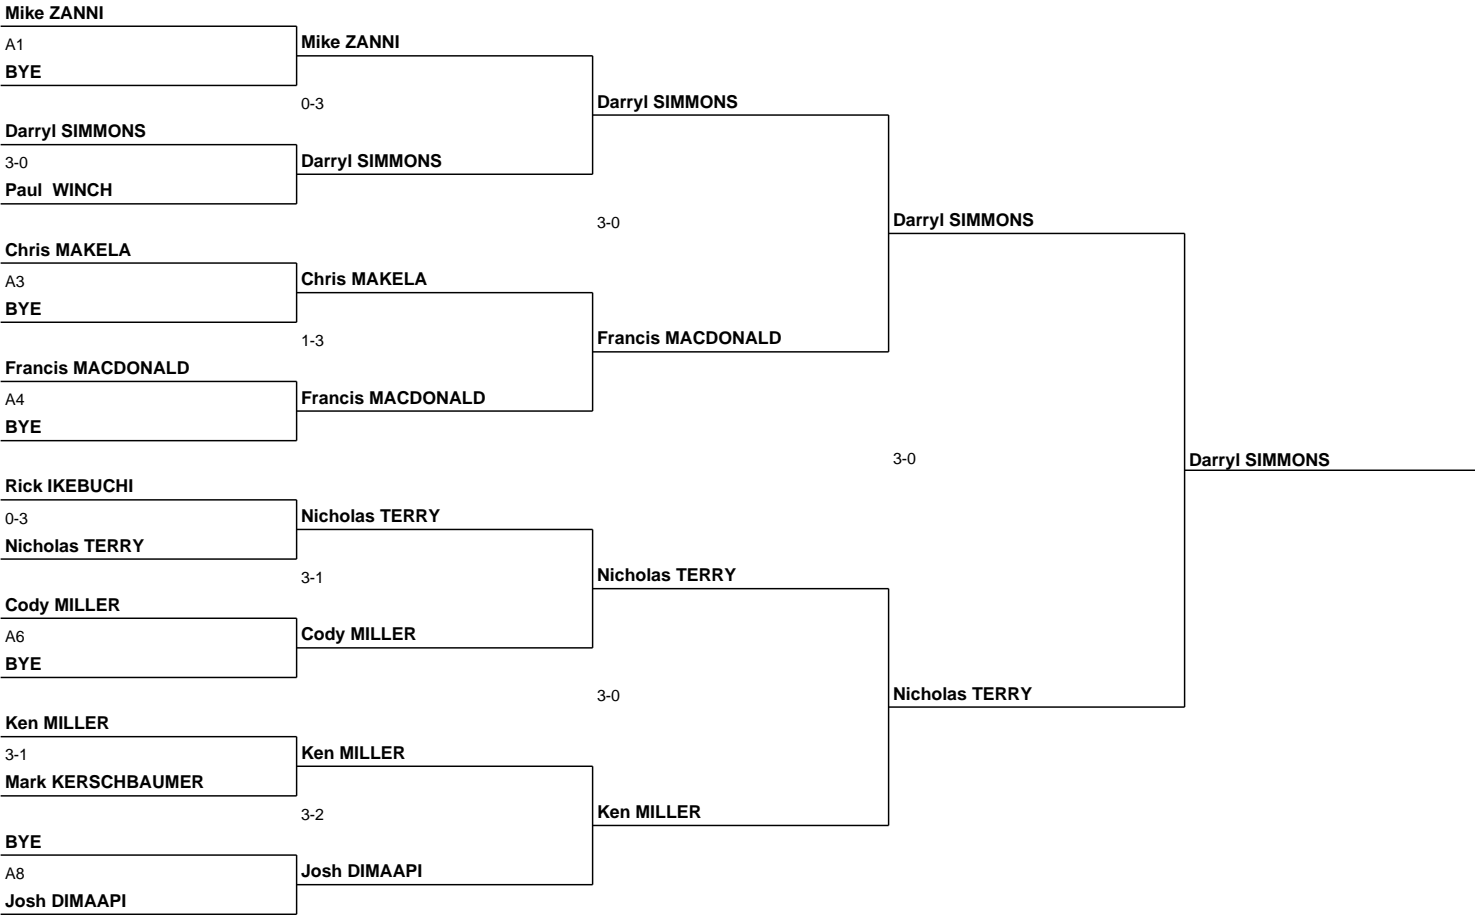 Mike ZANNI
A1
BYE
Darryl SIMMONS
3-0
Paul  WINCH
Chris MAKELA
A3
BYE
Francis MACDONALD
A4
BYE
Rick IKEBUCHI
0-3
Nicholas TERRY
Cody MILLER
A6
BYE
Ken MILLER
3-1
Mark KERSCHBAUMER
BYE
A8
Josh DIMAAPI
Mike ZANNI
0-3
Darryl SIMMONS
Chris MAKELA
1-3
Francis MACDONALD
Nicholas TERRY
3-1
Cody MILLER
Ken MILLER
3-2
Josh DIMAAPI
Darryl SIMMONS
3-0
Francis MACDONALD
Nicholas TERRY
3-0
Ken MILLER
Darryl SIMMONS
3-0
Nicholas TERRY
Darryl SIMMONS